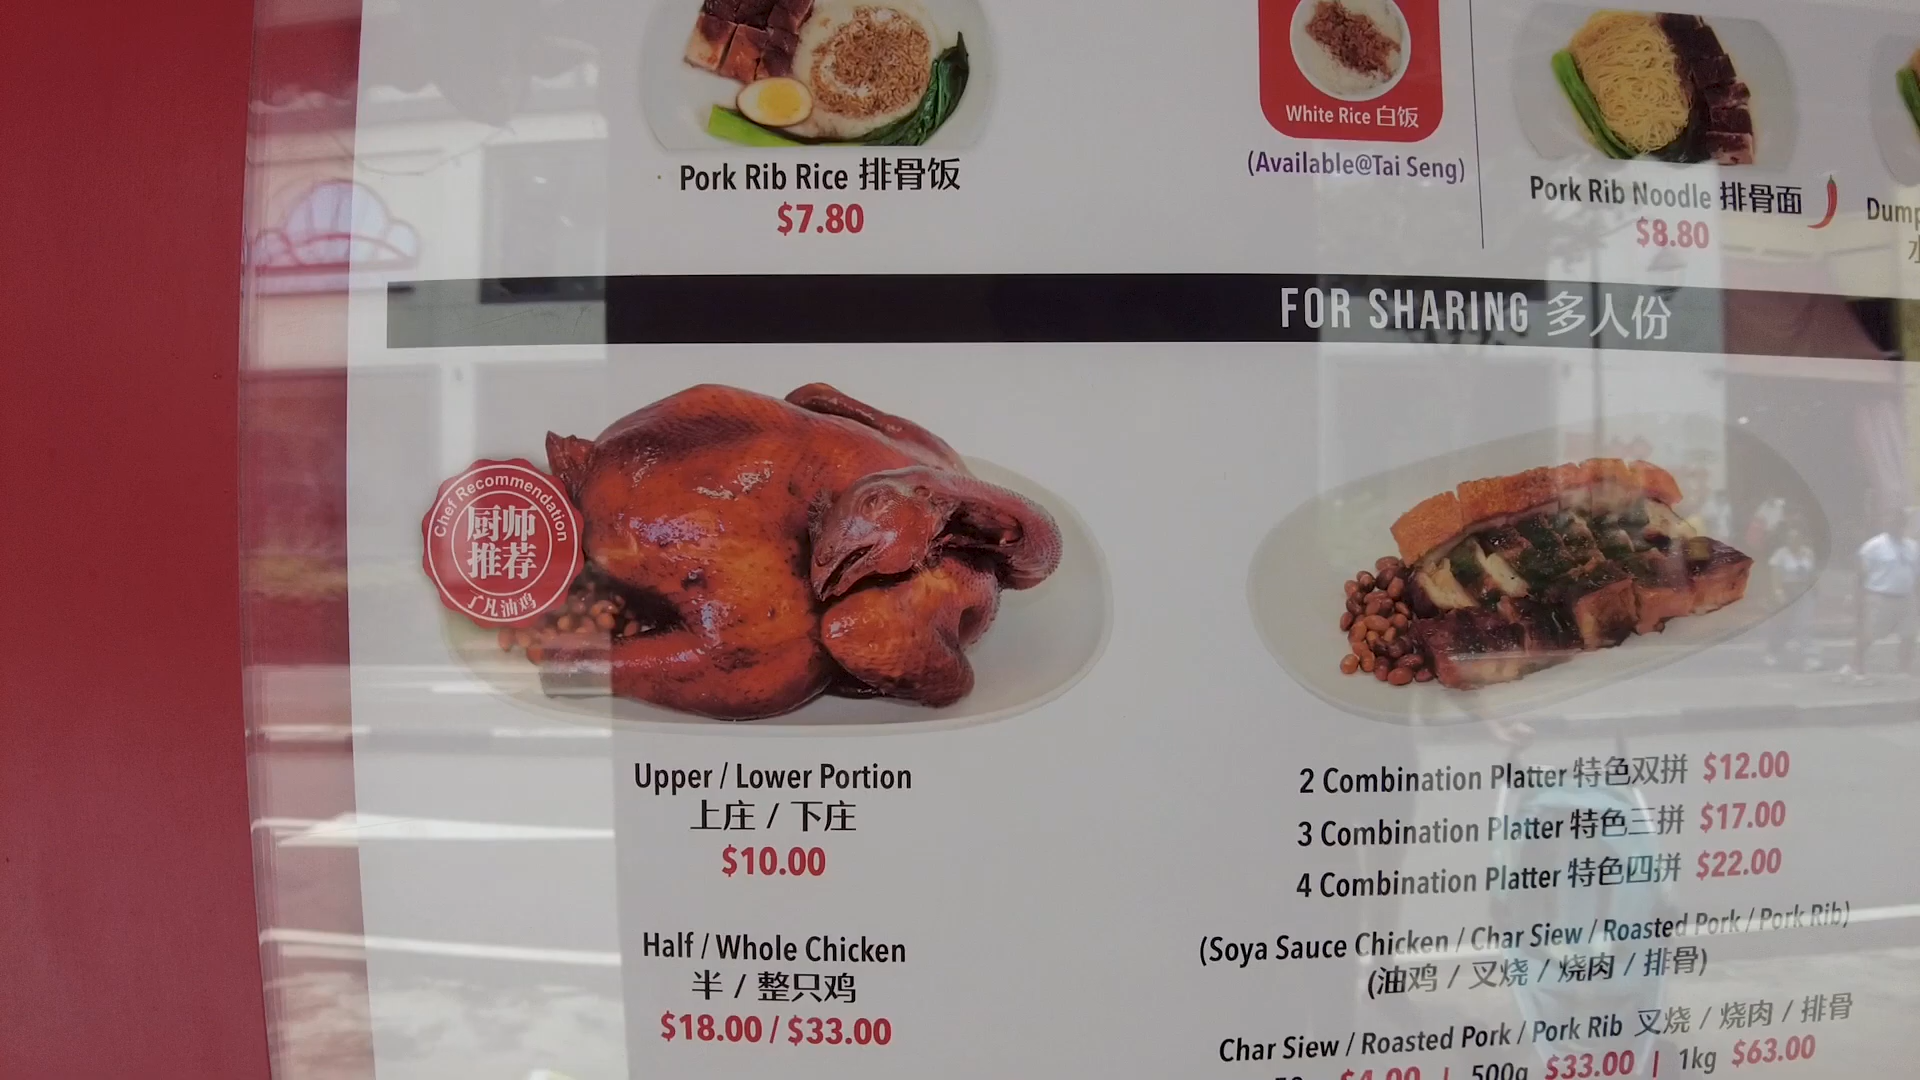 White Rice 白饭
(Available@Tai Seng)
Pork Rib Rice 排骨饭
$7.80
Pork Rib Noodle 排骨面
$8.80
FOR SHARING 多人份
Chef Recommendation
厨师
推荐
了凡油鸡
Upper / Lower Portion
上庄 / 下庄
$10.00
Half / Whole Chicken
半 / 整只鸡
$18.00 / $33.00
2 Combination Platter 特色双拼 $12.00
3 Combination Platter 特色三拼 $17.00
4 Combination Platter 特色四拼 $22.00
(Soya Sauce Chicken / Char Siew / Roasted Pork / Pork Rib)
(油鸡 / 叉烧 / 烧肉 / 排骨)
Char Siew / Roasted Pork / Pork Rib 叉烧 / 烧肉 / 排骨
$4.00 | 500g $33.00 | 1kg $63.00